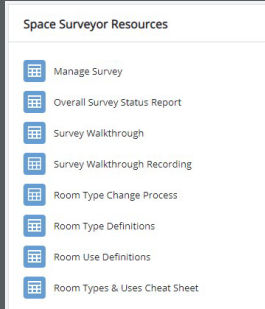 Space Surveyor Resources
Manage Survey
Overall Survey Status Report
Survey Walkthrough
Survey Walkthrough Recording
Room Type Change Process
Room Type Definitions
Room Use Definitions
Room Types & Uses Cheat Sheet